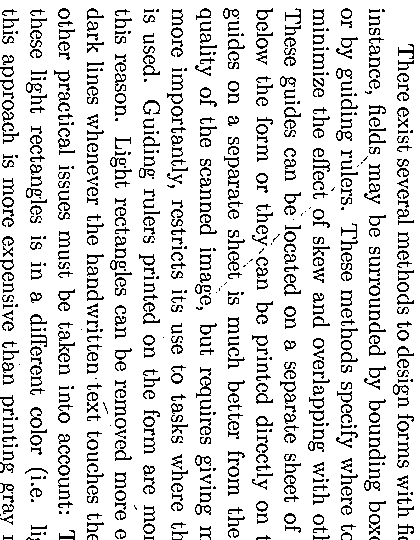 There exist several methods to design forms with
instance, fields may be surrounded by bounding
or by guiding rulers. These methods specify where to
minimize the effect of skew and overlapping with
These guides can be located on a separate sheet of
below the form or they can be printed directly on
guides on a separate sheet is much better from the
quality of the scanned image, but requires giving
more importantly, restricts its use to tasks where
is used. Guiding rulers printed on the form are
this reason. Light rectangles can be removed more
dark lines whenever the handwritten text touches the
other practical issues must be taken into account:
these light rectangles is in a different color (i.e.
this approach is more expensive than printing gray